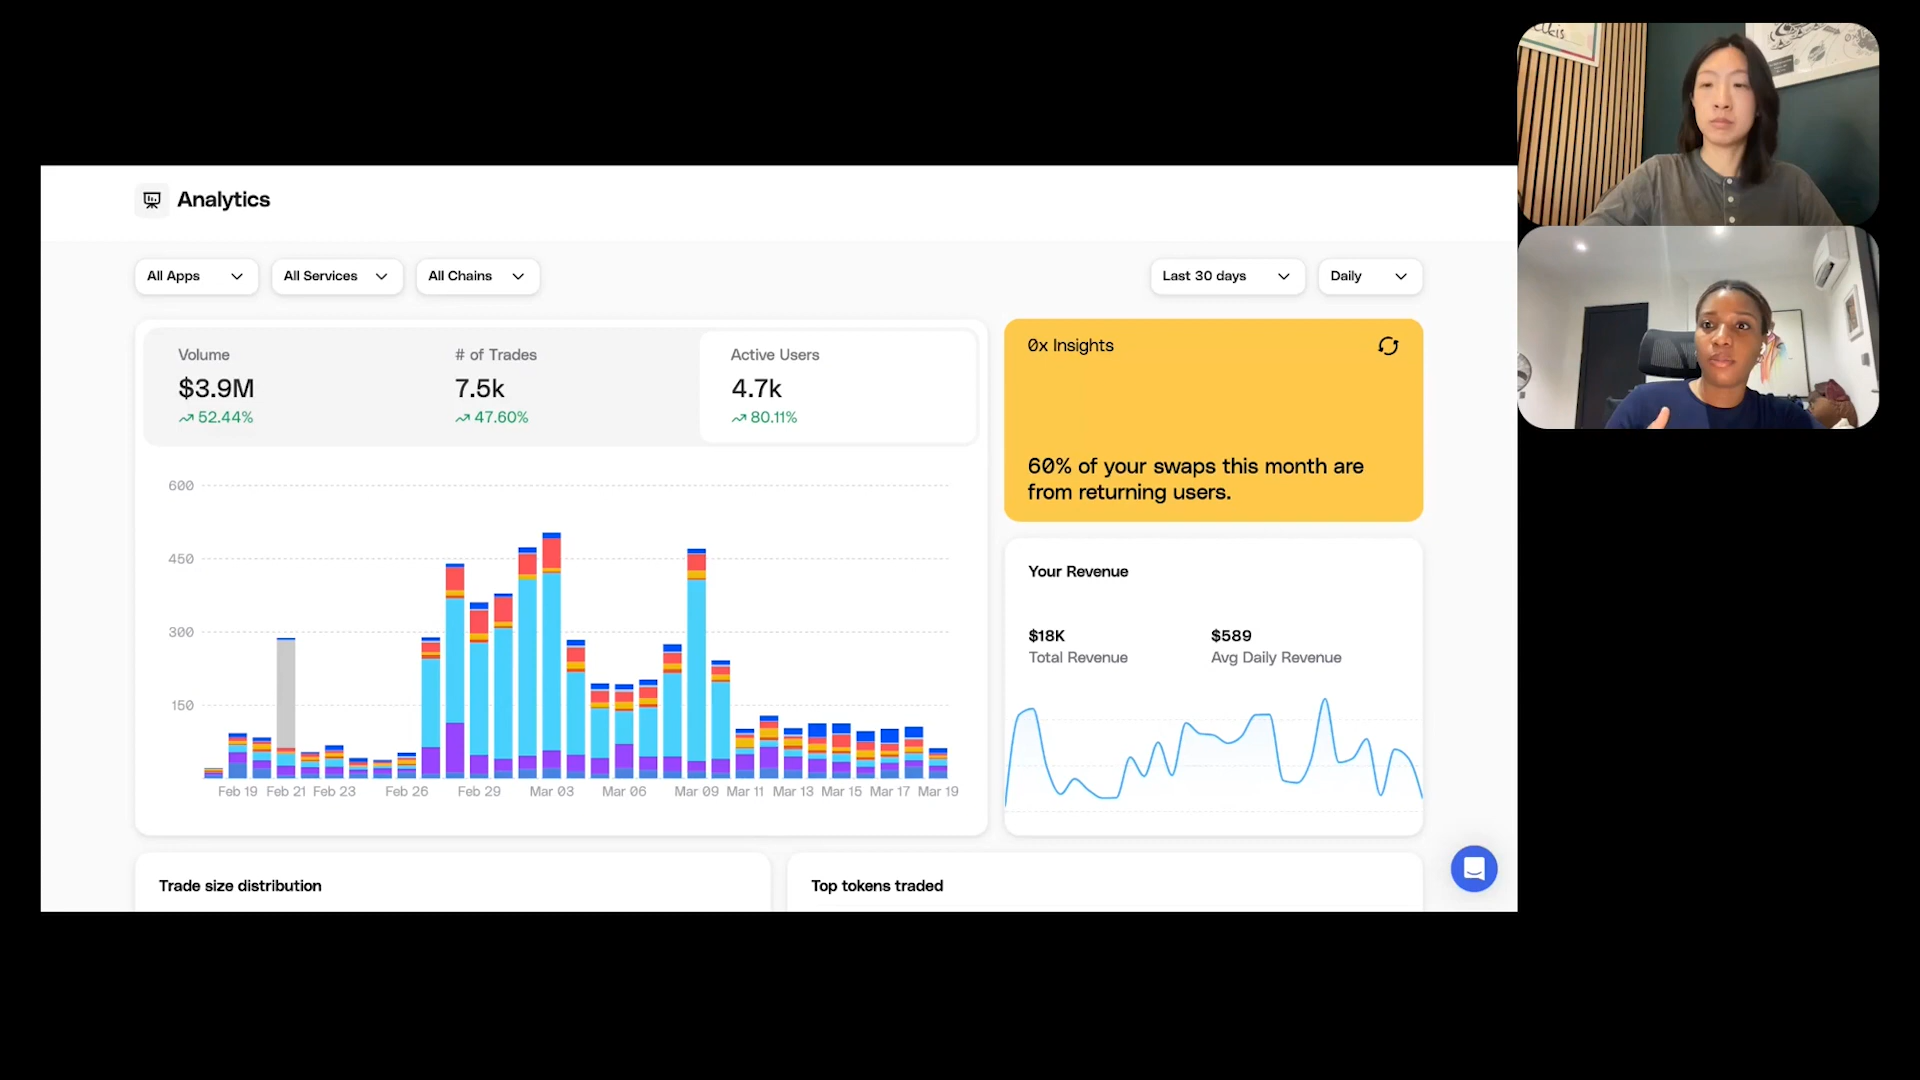 Analytics
All Apps
All Services
All Chains
Last 30 days
Daily
Volume
$3.9M
52.44%
# of Trades
7.5k
47.60%
Active Users
4.7k
80.11%
600
450
300
150
Feb 19 Feb 21 Feb 23 Feb 26 Feb 29 Mar 03 Mar 06 Mar 09 Mar 11 Mar 13 Mar 15 Mar 17 Mar 19
0x Insights
60% of your swaps this month are
from returning users.
Your Revenue
$18K
Total Revenue
$589
Avg Daily Revenue
Trade size distribution
Top tokens traded